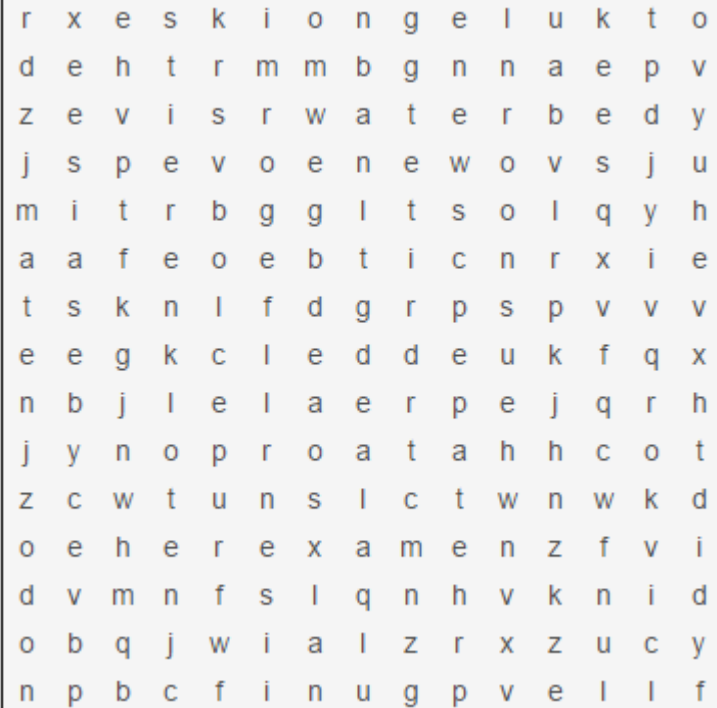 r x e s k i o n g e l u k t o
d e h t r m m b g n n a e p v
z e v i s r w a t e r b e d y
j s p e v o e n e w o v s j u
m i t r b g g l t s o l q y h
a a f e o e b t i c n r x i e
t s k n l f d g r p s p v v v
e e g k c l e d d e u k f q x
n b j l e l a e r p e j q r h
j y n o p r o a t a h h c o t
z c w t u n s l c t w n w k d
o e h e r e x a m e n z f v i
d v m n f s l q n h v k n i d
o b q j w i a l z r x z u c y
n p b c f i n u g p v e l l f